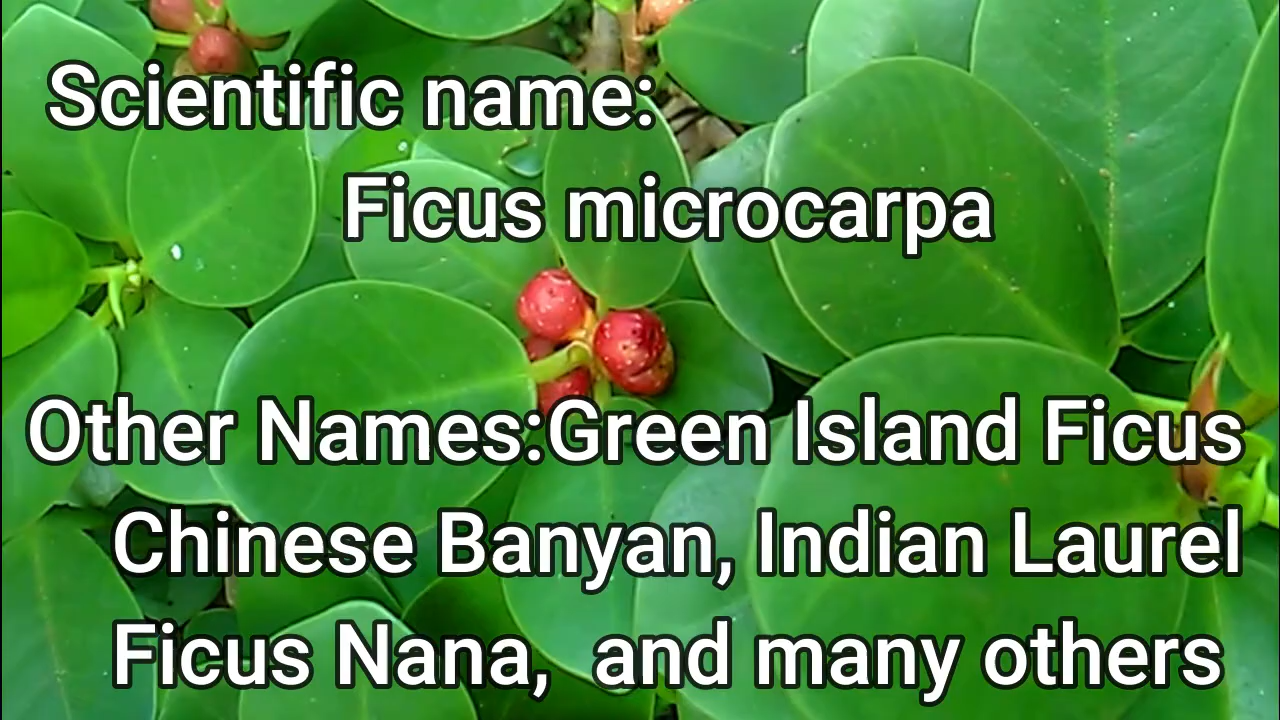 Scientific name:
Ficus microcarpa
Other Names:Green Island Ficus
Chinese Banyan, Indian Laurel
Ficus Nana, and many others